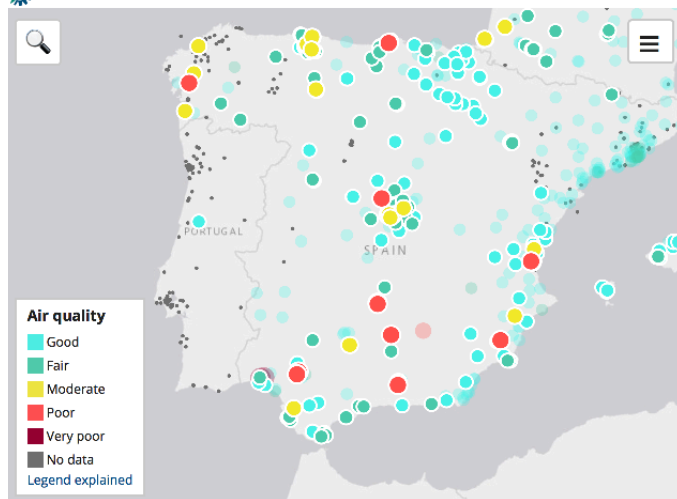 PORTUGAL
SPAIN
Air quality
Good
Fair
Moderate
Poor
Very poor
No data
Legend explained